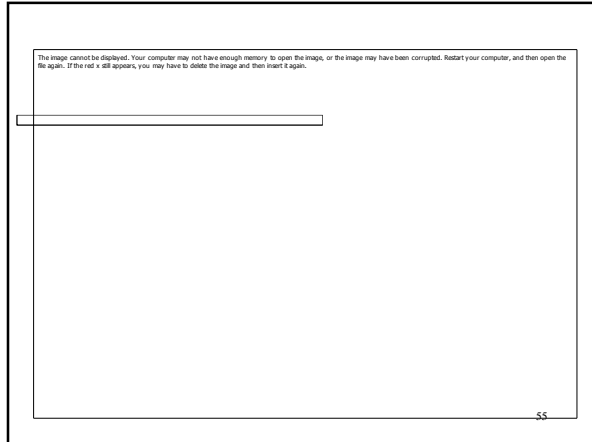 The image cannot be displayed. Your computer may not have enough memory to open the image, or the image may have been corrupted. Restart your computer, and then open the
file again. If the red x still appears, you may have to delete the image and then insert it again.
55